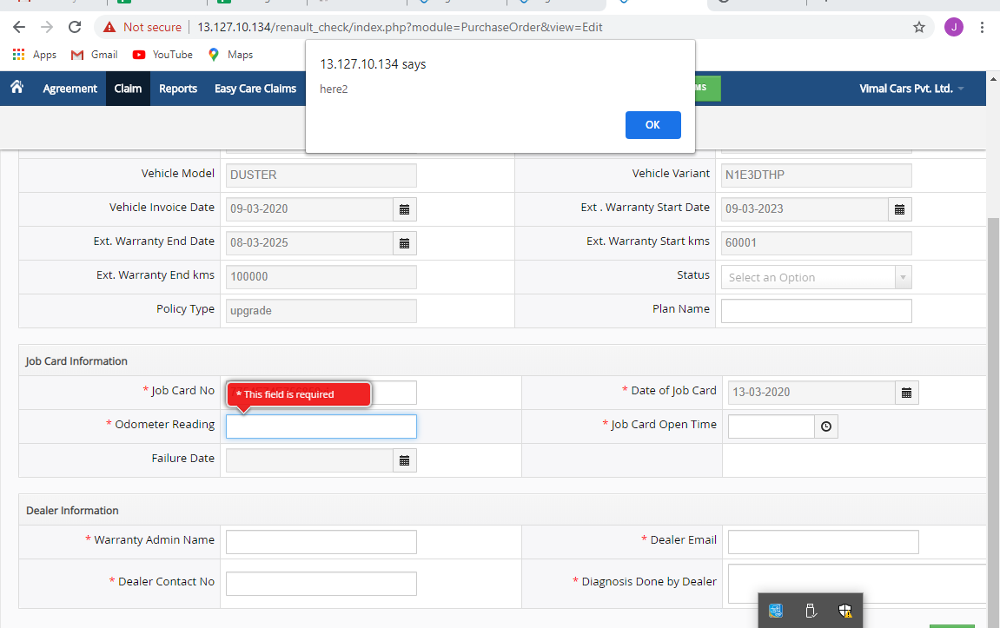 Not secure 13.127.10.134/renault_check/index.php?module=PurchaseOrder&view=Edit J
Apps Gmail YouTube Maps
13.127.10.134 says
here2
OK
Agreement Claim Reports Easy Care Claims MS Vimal Cars Pvt. Ltd.
Vehicle Model DUSTER Vehicle Variant N1E3DTHP
Vehicle Invoice Date 09-03-2020 Ext . Warranty Start Date 09-03-2023
Ext. Warranty End Date 08-03-2025 Ext. Warranty Start kms 60001
Ext. Warranty End kms 100000 Status Select an Option
Policy Type upgrade Plan Name
Job Card Information
* Job Card No * This field is required * Date of Job Card 13-03-2020
* Odometer Reading * Job Card Open Time
Failure Date
Dealer Information
* Warranty Admin Name * Dealer Email
* Dealer Contact No * Diagnosis Done by Dealer